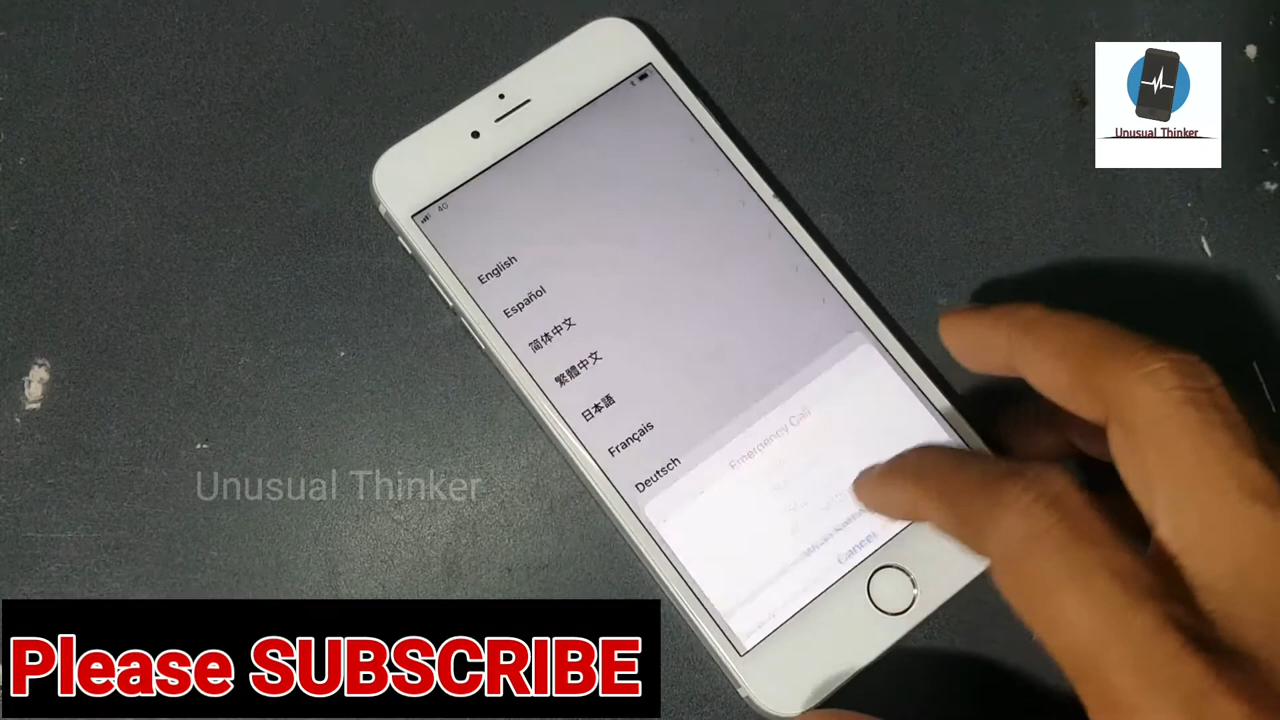 Unusual Thinker
4G
English
Español
简体中文
繁體中文
日本語
Français
Deutsch
Emergency Call
Cancel
Unusual Thinker
Please SUBSCRIBE